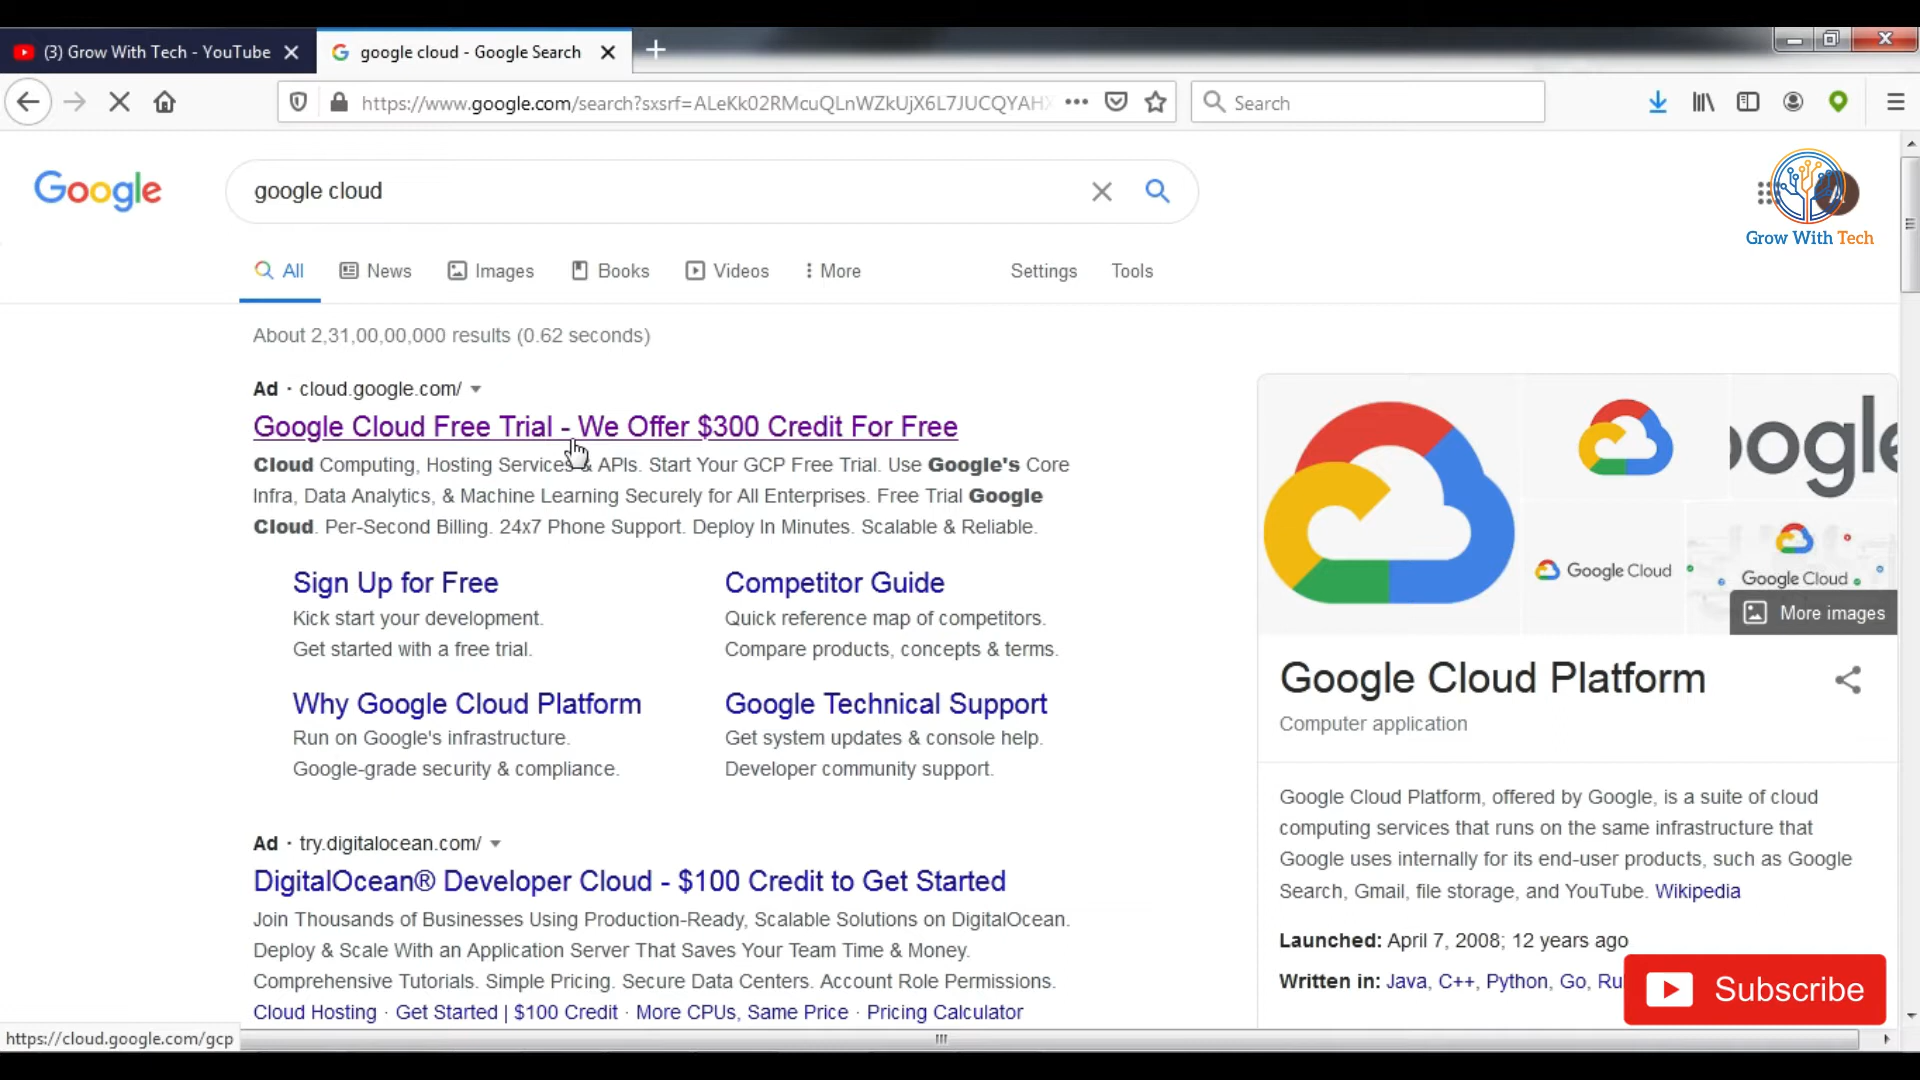 (3) Grow With Tech - YouTube
google cloud - Google Search
https://www.google.com/search?sxsrf=ALeKk02RMcuQLnWZkUjX6L7JUCQYAHX
Search
Google
google cloud
Grow With Tech
All
News
Images
Books
Videos
More
Settings
Tools
About 2,31,00,00,000 results (0.62 seconds)
Ad · cloud.google.com/
Google Cloud Free Trial - We Offer $300 Credit For Free
Cloud Computing, Hosting Services & APIs. Start Your GCP Free Trial. Use Google's Core
Infra, Data Analytics, & Machine Learning Securely for All Enterprises. Free Trial Google
Cloud. Per-Second Billing. 24x7 Phone Support. Deploy In Minutes. Scalable & Reliable.
Sign Up for Free
Kick start your development.
Get started with a free trial.
Competitor Guide
Quick reference map of competitors.
Compare products, concepts & terms.
Why Google Cloud Platform
Run on Google's infrastructure.
Google-grade security & compliance.
Google Technical Support
Get system updates & console help.
Developer community support.
Ad · try.digitalocean.com/
DigitalOcean® Developer Cloud - $100 Credit to Get Started
Join Thousands of Businesses Using Production-Ready, Scalable Solutions on DigitalOcean.
Deploy & Scale With an Application Server That Saves Your Team Time & Money.
Comprehensive Tutorials. Simple Pricing. Secure Data Centers. Account Role Permissions.
Cloud Hosting · Get Started | $100 Credit · More CPUs, Same Price · Pricing Calculator
https://cloud.google.com/gcp
ogle
Google Cloud
Google Cloud
More images
Google Cloud Platform
Computer application
Google Cloud Platform, offered by Google, is a suite of cloud
computing services that runs on the same infrastructure that
Google uses internally for its end-user products, such as Google
Search, Gmail, file storage, and YouTube. Wikipedia
Launched: April 7, 2008; 12 years ago
Written in: Java, C++, Python, Go, Ru
Subscribe